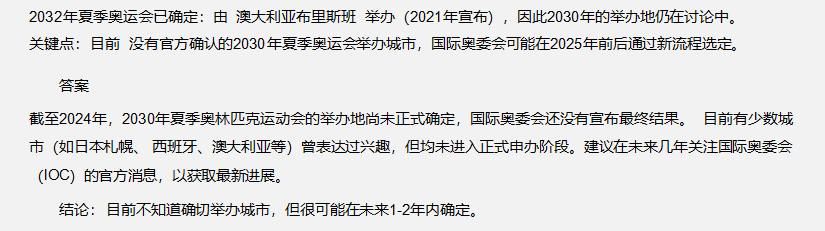 2032年夏季奥运会已确定：由 澳大利亚布里斯班 举办（2021年宣布），因此2030年的举办地仍在讨论中。
关键点：目前 没有官方确认的2030年夏季奥运会举办城市，国际奥委会可能在2025年前后通过新流程选定。
答案
截至2024年，2030年夏季奥林匹克运动会的举办地尚未正式确定，国际奥委会还没有宣布最终结果。 目前有少数城
市（如日本札幌、 西班牙、澳大利亚等）曾表达过兴趣，但均未进入正式申办阶段。建议在未来几年关注国际奥委会
（IOC）的官方消息，以获取最新进展。
结论：目前不知道确切举办城市，但很可能在未来1-2年内确定。